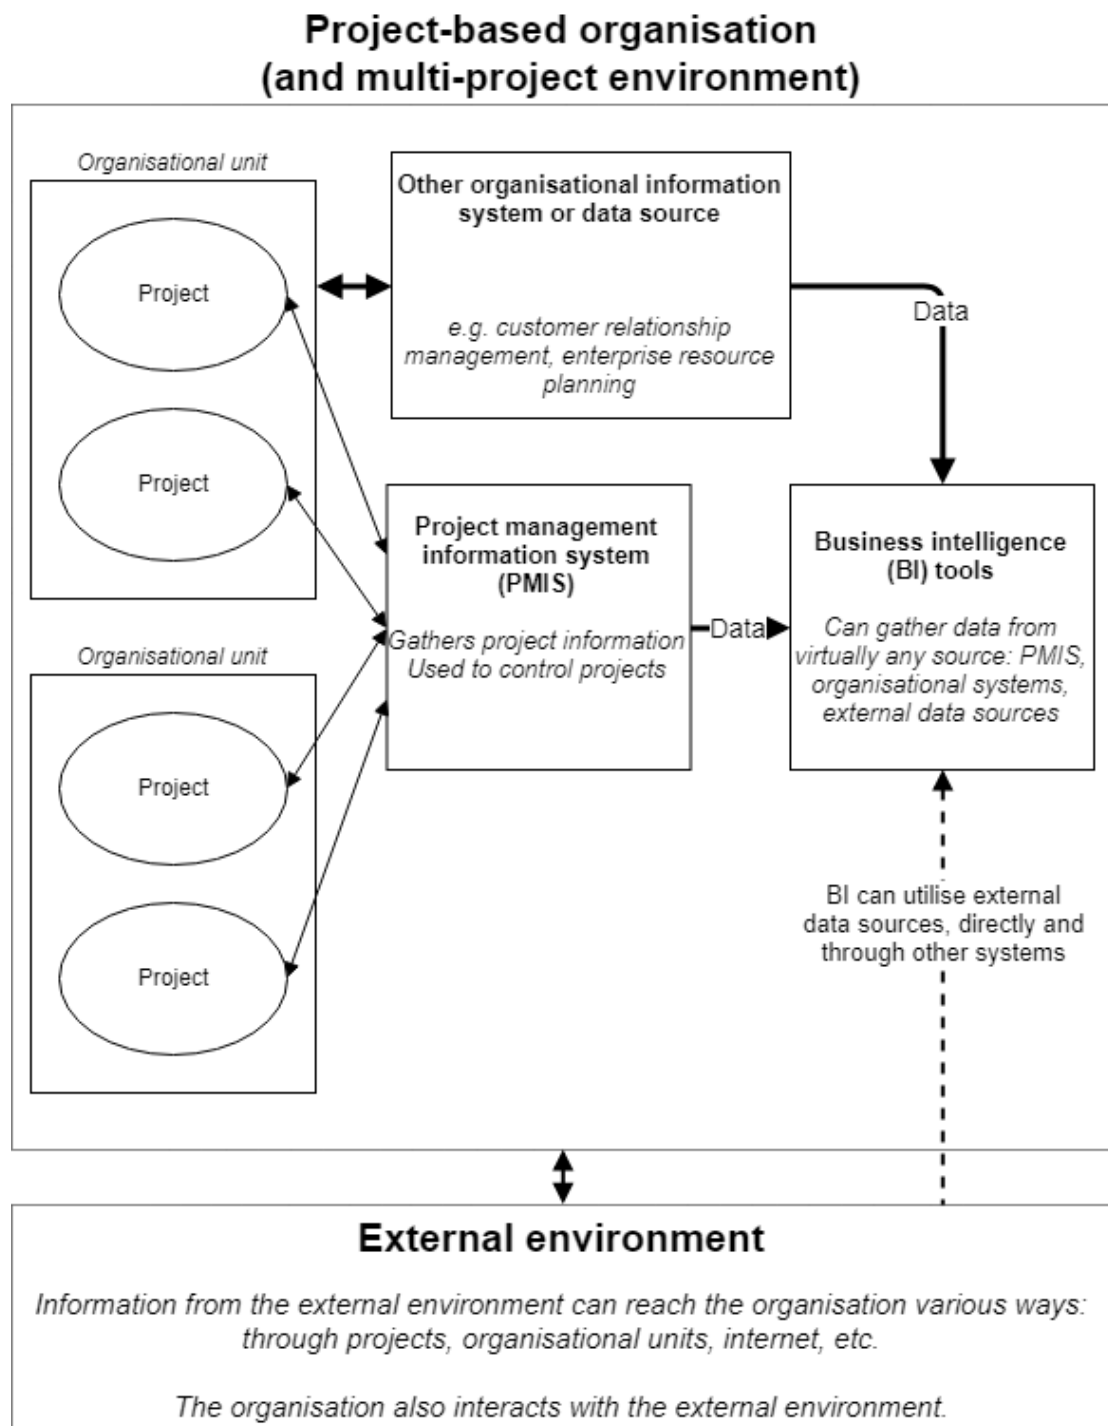 Project-based organisation
(and multi-project environment)
Organisational unit
Project
Project
Other organisational information
system or data source
e.g. customer relationship
management, enterprise resource
planning
Data
Project management
information system
(PMIS)
Gathers project information
Used to control projects
Data
Business intelligence
(BI) tools
Can gather data from
virtually any source: PMIS,
organisational systems,
external data sources
Organisational unit
Project
Project
BI can utilise external
data sources, directly and
through other systems
External environment
Information from the external environment can reach the organisation various ways:
through projects, organisational units, internet, etc.
The organisation also interacts with the external environment.